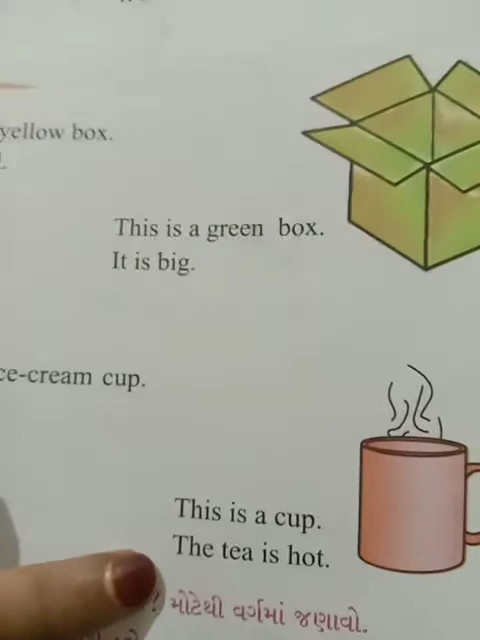 yellow box.
This is a green box.
It is big.
ce-cream cup.
This is a cup.
The tea is hot.
! મોટેથી વર્ગમાં જણાવો.